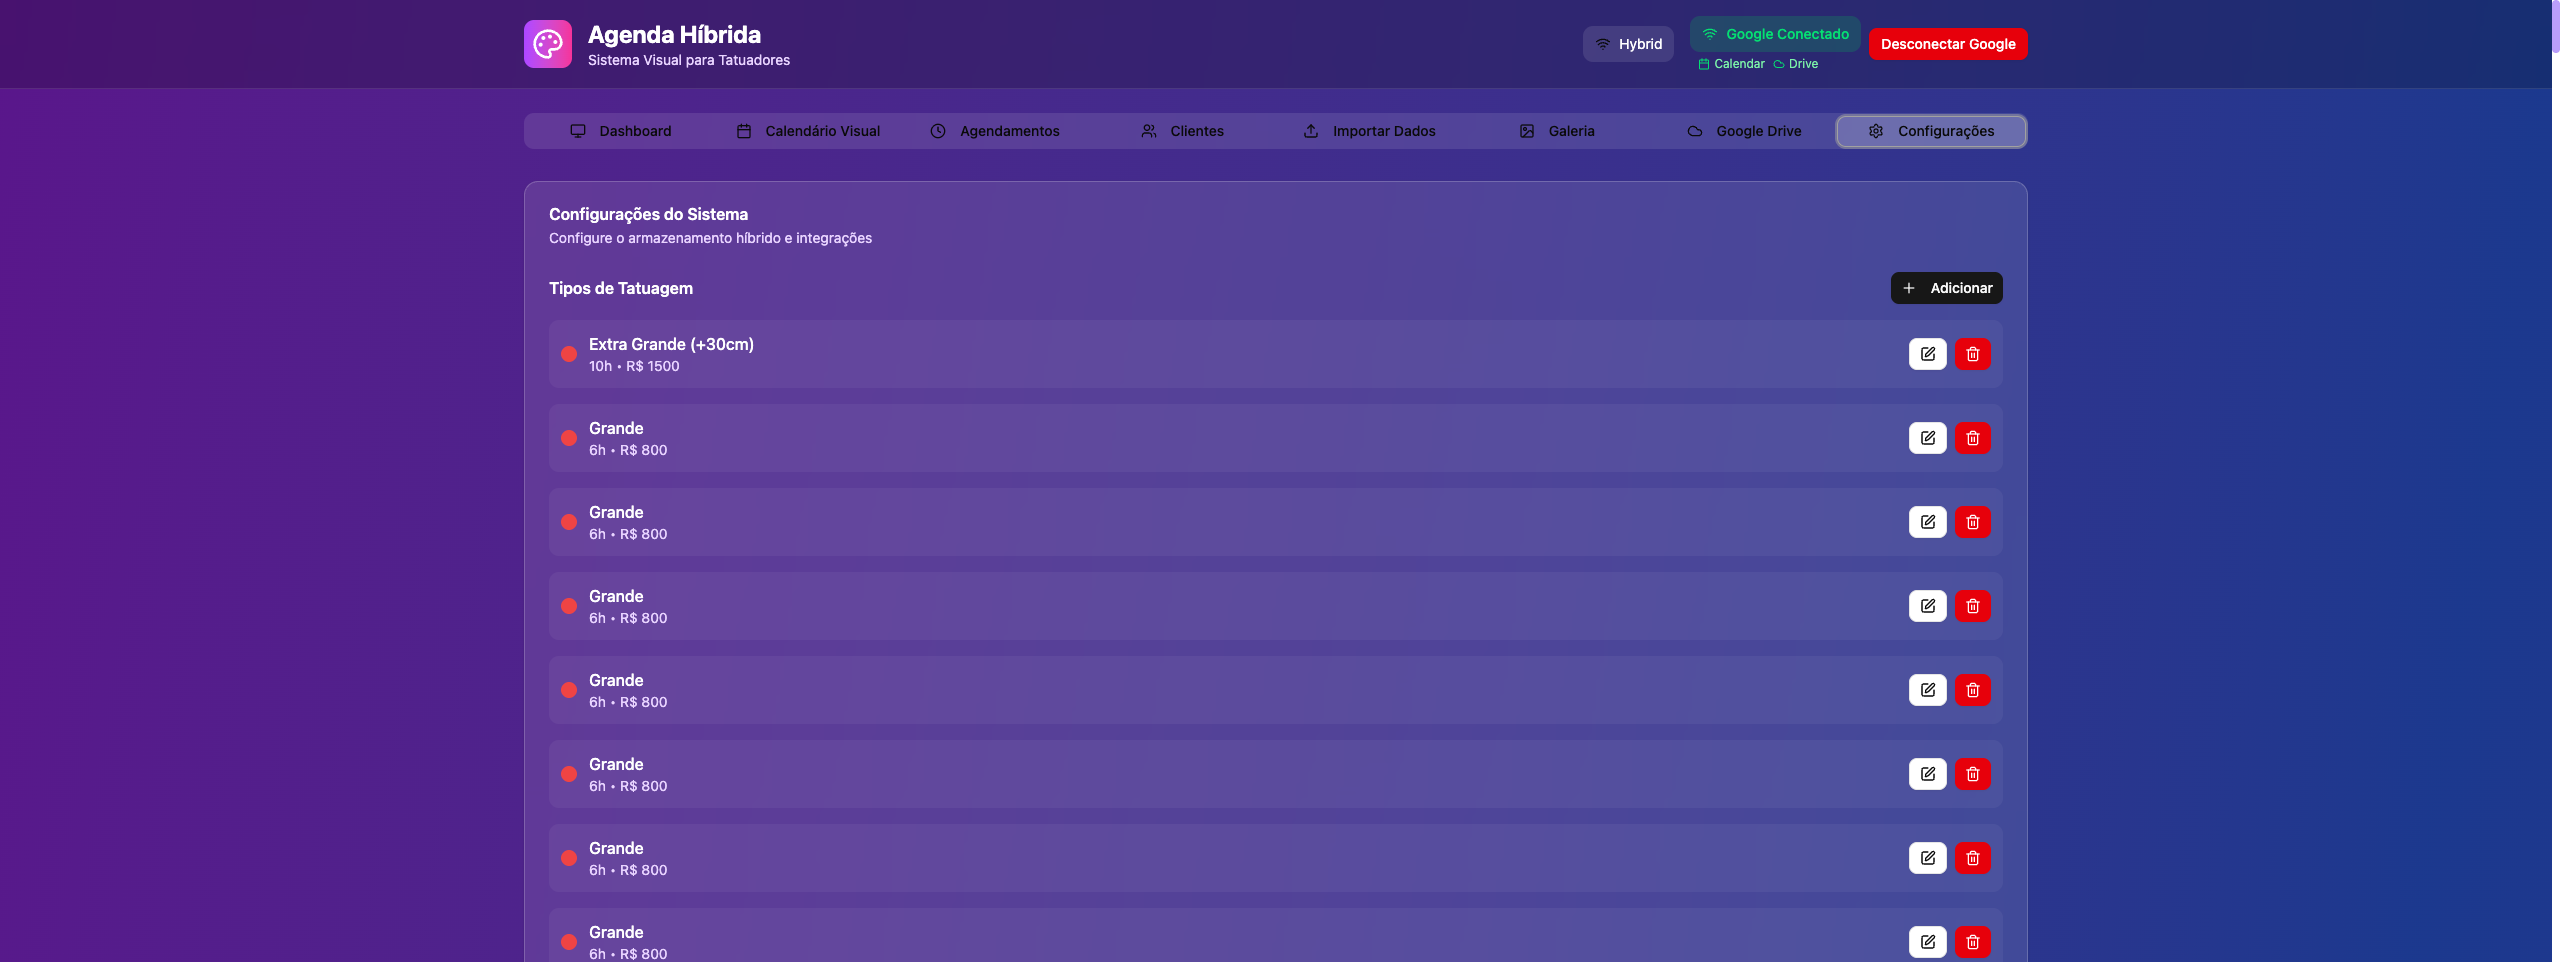 Agenda Híbrida
Sistema Visual para Tatuadores
Hybrid
Google Conectado
Calendar Drive
Desconectar Google
Dashboard Calendário Visual Agendamentos Clientes Importar Dados Galeria Google Drive Configurações
Configurações do Sistema
Configure o armazenamento híbrido e integrações
Tipos de Tatuagem
Adicionar
Extra Grande (+30cm)
10h • R$ 1500
Grande
6h • R$ 800
Grande
6h • R$ 800
Grande
6h • R$ 800
Grande
6h • R$ 800
Grande
6h • R$ 800
Grande
6h • R$ 800
Grande
6h • R$ 800